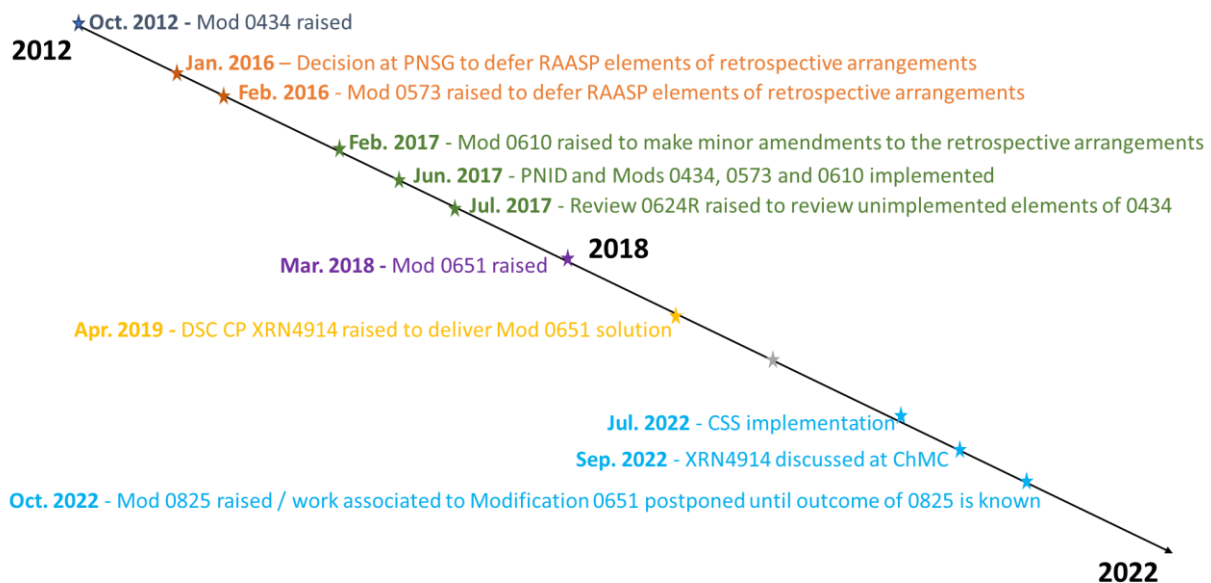 Oct. 2012 - Mod 0434 raised
2012
Jan. 2016 – Decision at PNSG to defer RAASP elements of retrospective arrangements
Feb. 2016 - Mod 0573 raised to defer RAASP elements of retrospective arrangements
Feb. 2017 - Mod 0610 raised to make minor amendments to the retrospective arrangements
Jun. 2017 - PNID and Mods 0434, 0573 and 0610 implemented
Jul. 2017 - Review 0624R raised to review unimplemented elements of 0434
2018
Mar. 2018 - Mod 0651 raised
Apr. 2019 - DSC CP XRN4914 raised to deliver Mod 0651 solution
Jul. 2022 - CSS implementation
Sep. 2022 - XRN4914 discussed at ChMC
Oct. 2022 - Mod 0825 raised / work associated to Modification 0651 postponed until outcome of 0825 is known
2022